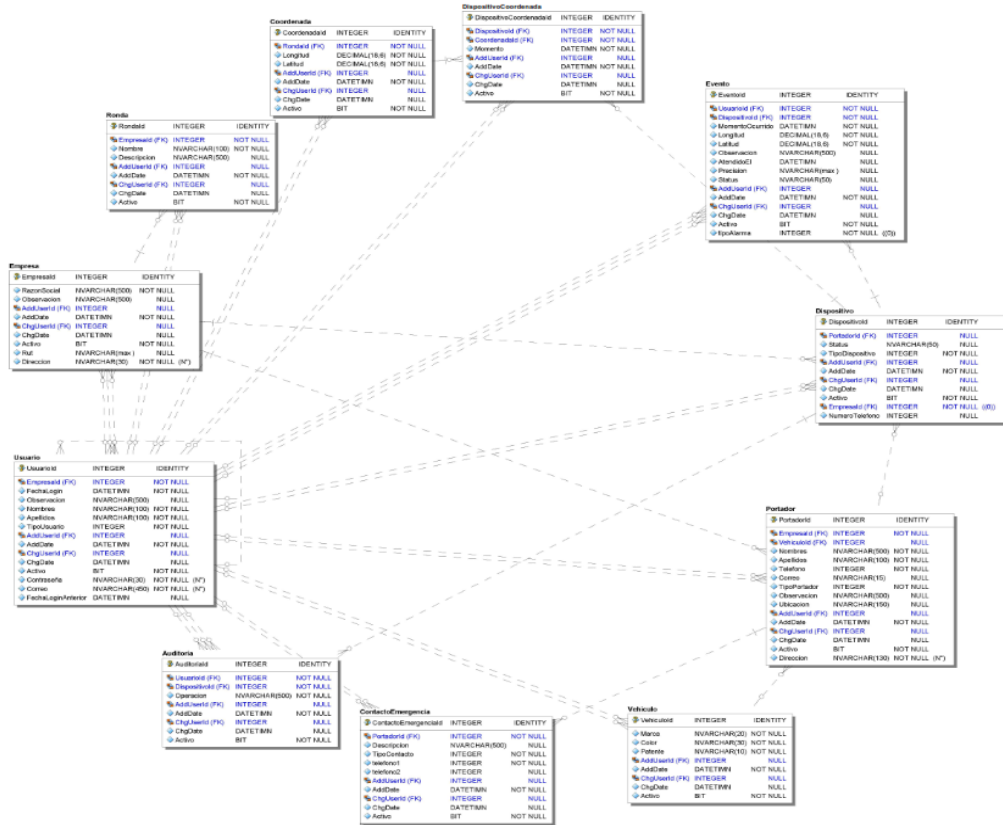 Coordenada
CoordenadaId INTEGER IDENTITY
RondaId (FK) INTEGER NOT NULL
Longitud DECIMAL(18,6) NOT NULL
Latitud DECIMAL(18,6) NOT NULL
AddUserId (FK) INTEGER NULL
AddDate DATETIMN NOT NULL
ChgUserId (FK) INTEGER NULL
ChgDate DATETIMN NULL
Activo BIT NOT NULL
DispositivoCoordenada
DispositivoCoordenadaId INTEGER IDENTITY
DispositivoId (FK) INTEGER NOT NULL
CoordenadaId (FK) INTEGER NOT NULL
Momento DATETIMN NOT NULL
AddUserId (FK) INTEGER NULL
AddDate DATETIMN NOT NULL
ChgUserId (FK) INTEGER NULL
ChgDate DATETIMN NULL
Activo BIT NOT NULL
Evento
EventoId INTEGER IDENTITY
UsuarioId (FK) INTEGER NOT NULL
DispositivoId (FK) INTEGER NOT NULL
MomentoOcurrido DATETIMN NOT NULL
Longitud DECIMAL(18,6) NOT NULL
Latitud DECIMAL(18,6) NOT NULL
Observacion NVARCHAR(500) NULL
AtendidoEl DATETIMN NULL
Precision NVARCHAR(max ) NULL
Status NVARCHAR(50) NULL
AddUserId (FK) INTEGER NULL
AddDate DATETIMN NOT NULL
ChgUserId (FK) INTEGER NULL
ChgDate DATETIMN NULL
Activo BIT NOT NULL
tipoAlarma INTEGER NOT NULL ((0))
Ronda
RondaId INTEGER IDENTITY
EmpresaId (FK) INTEGER NOT NULL
Nombre NVARCHAR(100) NOT NULL
Descripcion NVARCHAR(500) NULL
AddUserId (FK) INTEGER NULL
AddDate DATETIMN NOT NULL
ChgUserId (FK) INTEGER NULL
ChgDate DATETIMN NULL
Activo BIT NOT NULL
Empresa
EmpresaId INTEGER IDENTITY
RazonSocial NVARCHAR(500) NOT NULL
Observacion NVARCHAR(500) NULL
AddUserId (FK) INTEGER NULL
AddDate DATETIMN NOT NULL
ChgUserId (FK) INTEGER NULL
ChgDate DATETIMN NULL
Activo BIT NOT NULL
Rut NVARCHAR(max ) NULL
Direccion NVARCHAR(30) NOT NULL (N'')
Dispositivo
DispositivoId INTEGER IDENTITY
PortadorId (FK) INTEGER NULL
Status NVARCHAR(50) NULL
TipoDispositivo INTEGER NOT NULL
AddUserId (FK) INTEGER NULL
AddDate DATETIMN NOT NULL
ChgUserId (FK) INTEGER NULL
ChgDate DATETIMN NULL
Activo BIT NOT NULL
EmpresaId (FK) INTEGER NOT NULL ((0))
NumeroTelefono INTEGER NULL
Usuario
UsuarioId INTEGER IDENTITY
EmpresaId (FK) INTEGER NOT NULL
FechaLogin DATETIMN NOT NULL
Observacion NVARCHAR(500) NULL
Nombres NVARCHAR(100) NOT NULL
Apellidos NVARCHAR(100) NOT NULL
TipoUsuario INTEGER NOT NULL
AddUserId (FK) INTEGER NULL
AddDate DATETIMN NOT NULL
ChgUserId (FK) INTEGER NULL
ChgDate DATETIMN NULL
Activo BIT NOT NULL
Contraseña NVARCHAR(30) NOT NULL (N'')
Correo NVARCHAR(450) NOT NULL (N'')
FechaLoginAnterior DATETIMN NULL
Portador
PortadorId INTEGER IDENTITY
EmpresaId (FK) INTEGER NOT NULL
VehiculoId (FK) INTEGER NULL
Nombres NVARCHAR(500) NOT NULL
Apellidos NVARCHAR(100) NOT NULL
Telefono INTEGER NOT NULL
Correo NVARCHAR(15) NULL
TipoPortador INTEGER NOT NULL
Observacion NVARCHAR(500) NULL
Ubicacion NVARCHAR(150) NULL
AddUserId (FK) INTEGER NULL
AddDate DATETIMN NOT NULL
ChgUserId (FK) INTEGER NULL
ChgDate DATETIMN NULL
Activo BIT NOT NULL
Direccion NVARCHAR(100) NOT NULL (N'')
Auditoria
AuditoriaId INTEGER IDENTITY
UsuarioId (FK) INTEGER NOT NULL
DispositivoId (FK) INTEGER NOT NULL
Operacion NVARCHAR(500) NOT NULL
AddUserId (FK) INTEGER NULL
AddDate DATETIMN NOT NULL
ChgUserId (FK) INTEGER NULL
ChgDate DATETIMN NULL
Activo BIT NOT NULL
ContactoEmergencia
ContactoEmergenciaId INTEGER IDENTITY
PortadorId (FK) INTEGER NOT NULL
Descripcion NVARCHAR(500) NULL
TipoContacto INTEGER NOT NULL
telefono1 INTEGER NOT NULL
telefono2 INTEGER NULL
AddUserId (FK) INTEGER NULL
AddDate DATETIMN NOT NULL
ChgUserId (FK) INTEGER NULL
ChgDate DATETIMN NULL
Activo BIT NOT NULL
Vehiculo
VehiculoId INTEGER IDENTITY
Marca NVARCHAR(20) NOT NULL
Color NVARCHAR(30) NOT NULL
Patente NVARCHAR(10) NOT NULL
AddUserId (FK) INTEGER NULL
AddDate DATETIMN NOT NULL
ChgUserId (FK) INTEGER NULL
ChgDate DATETIMN NULL
Activo BIT NOT NULL